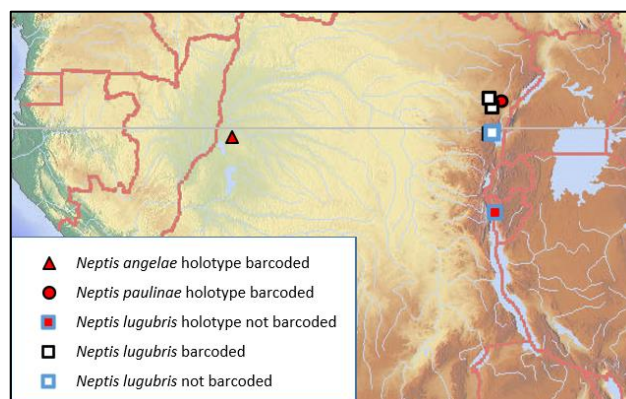 Neptis angelae holotype barcoded
Neptis paulinae holotype barcoded
Neptis lugubris holotype not barcoded
Neptis lugubris barcoded
Neptis lugubris not barcoded